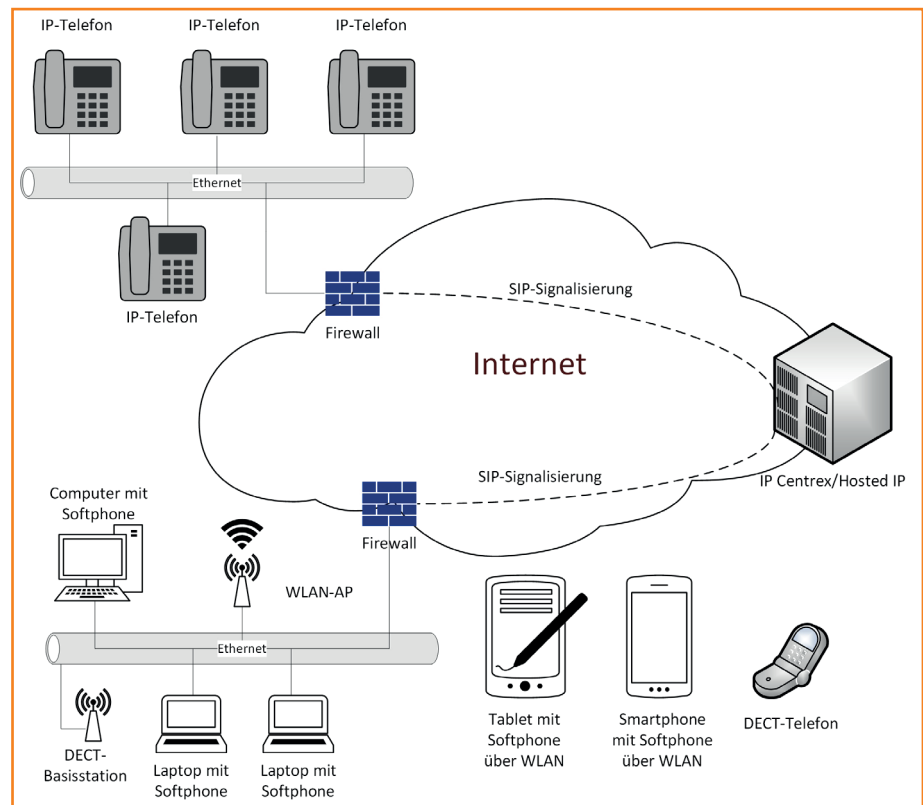 IP-Telefon
IP-Telefon
IP-Telefon
Ethernet
IP-Telefon
Firewall
SIP-Signalisierung
Internet
IP Centrex/Hosted IP
SIP-Signalisierung
Firewall
Computer mit
Softphone
WLAN-AP
Ethernet
DECT-
Basisstation
Laptop mit
Softphone
Laptop mit
Softphone
Tablet mit
Softphone
über WLAN
Smartphone
mit Softphone
über WLAN
DECT-Telefon